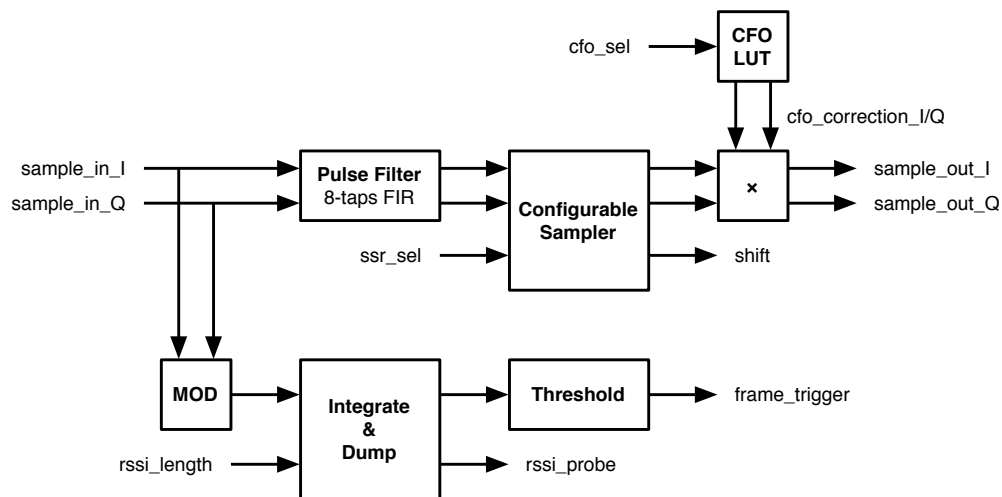 cfo_sel
CFO
LUT
cfo_correction_I/Q
sample_in_I
sample_in_Q
Pulse Filter
8-taps FIR
Configurable
Sampler
×
sample_out_I
sample_out_Q
ssr_sel
shift
MOD
Integrate
&
Dump
Threshold
frame_trigger
rssi_length
rssi_probe